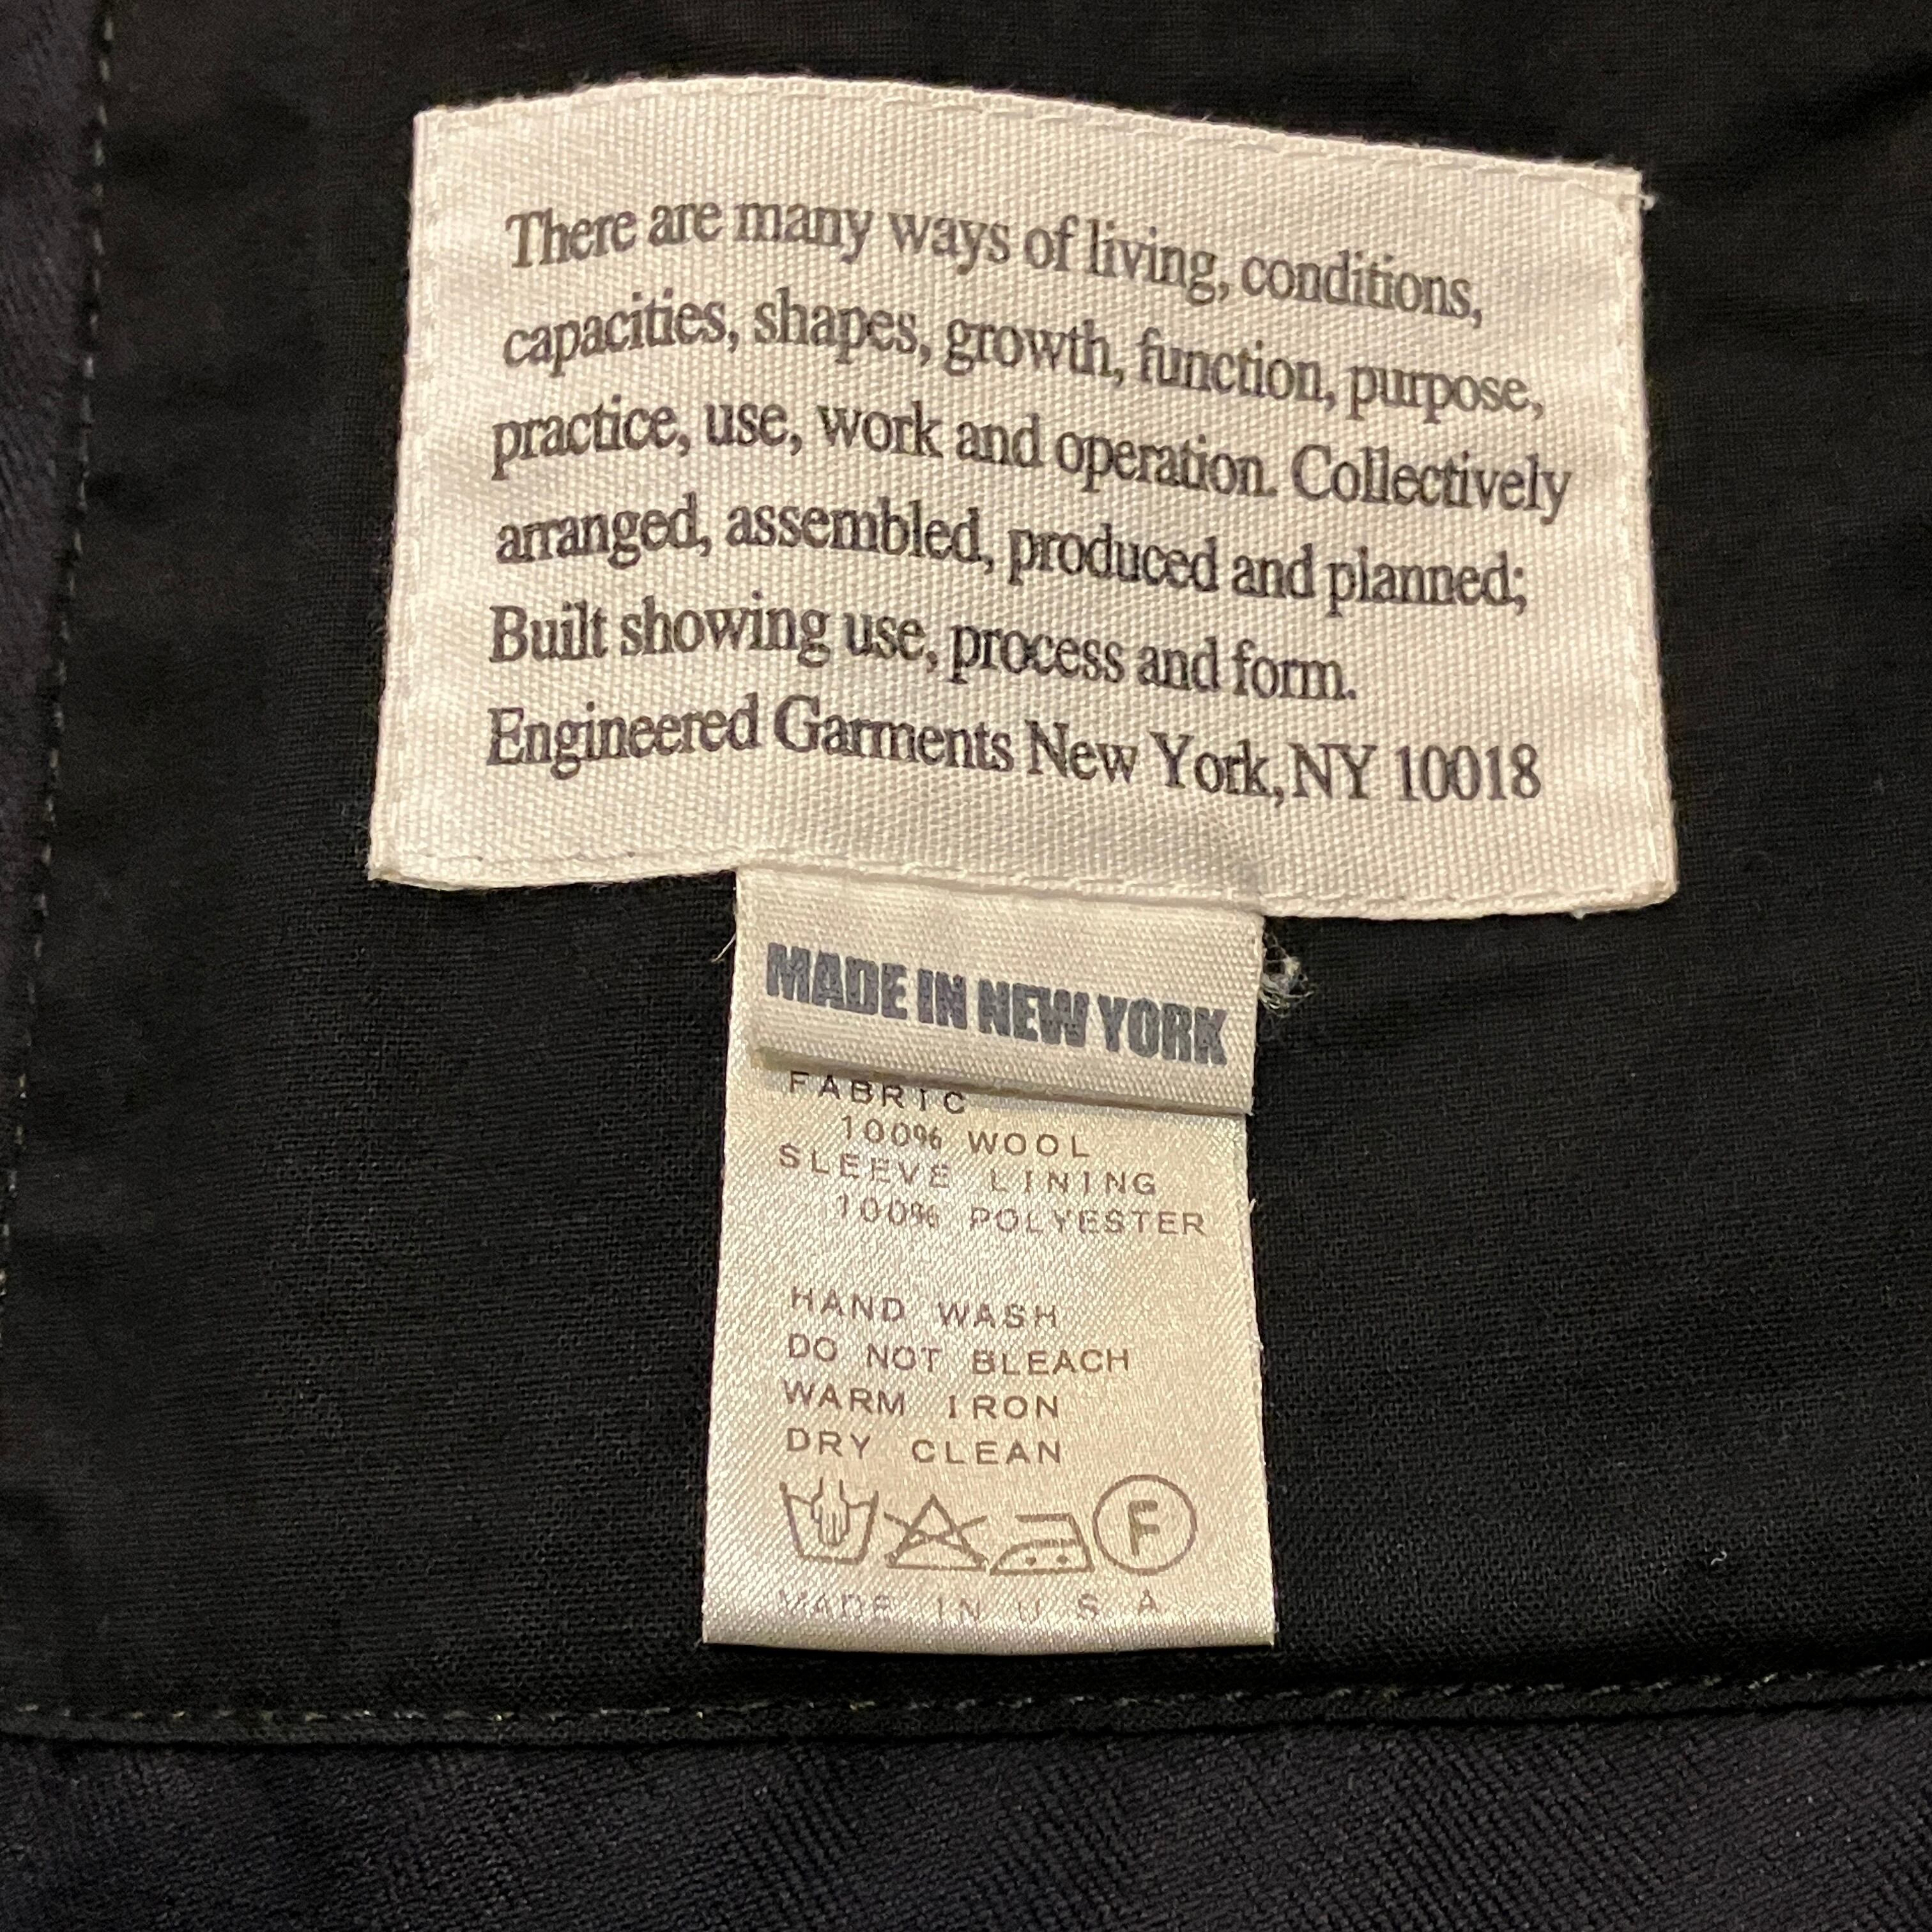 There are many ways of living, conditions,
capacities, shapes, growth, function, purpose,
practice, use, work and operation. Collectively
arranged, assembled, produced and planned;
Built showing use, process and form.
Engineered Garments New York, NY 10018
MADE IN NEW YORK
FABRIC
100% WOOL
SLEEVE LINING
100% POLYESTER
HAND WASH
DO NOT BLEACH
WARM IRON
DRY CLEAN
F
MADE IN U S A